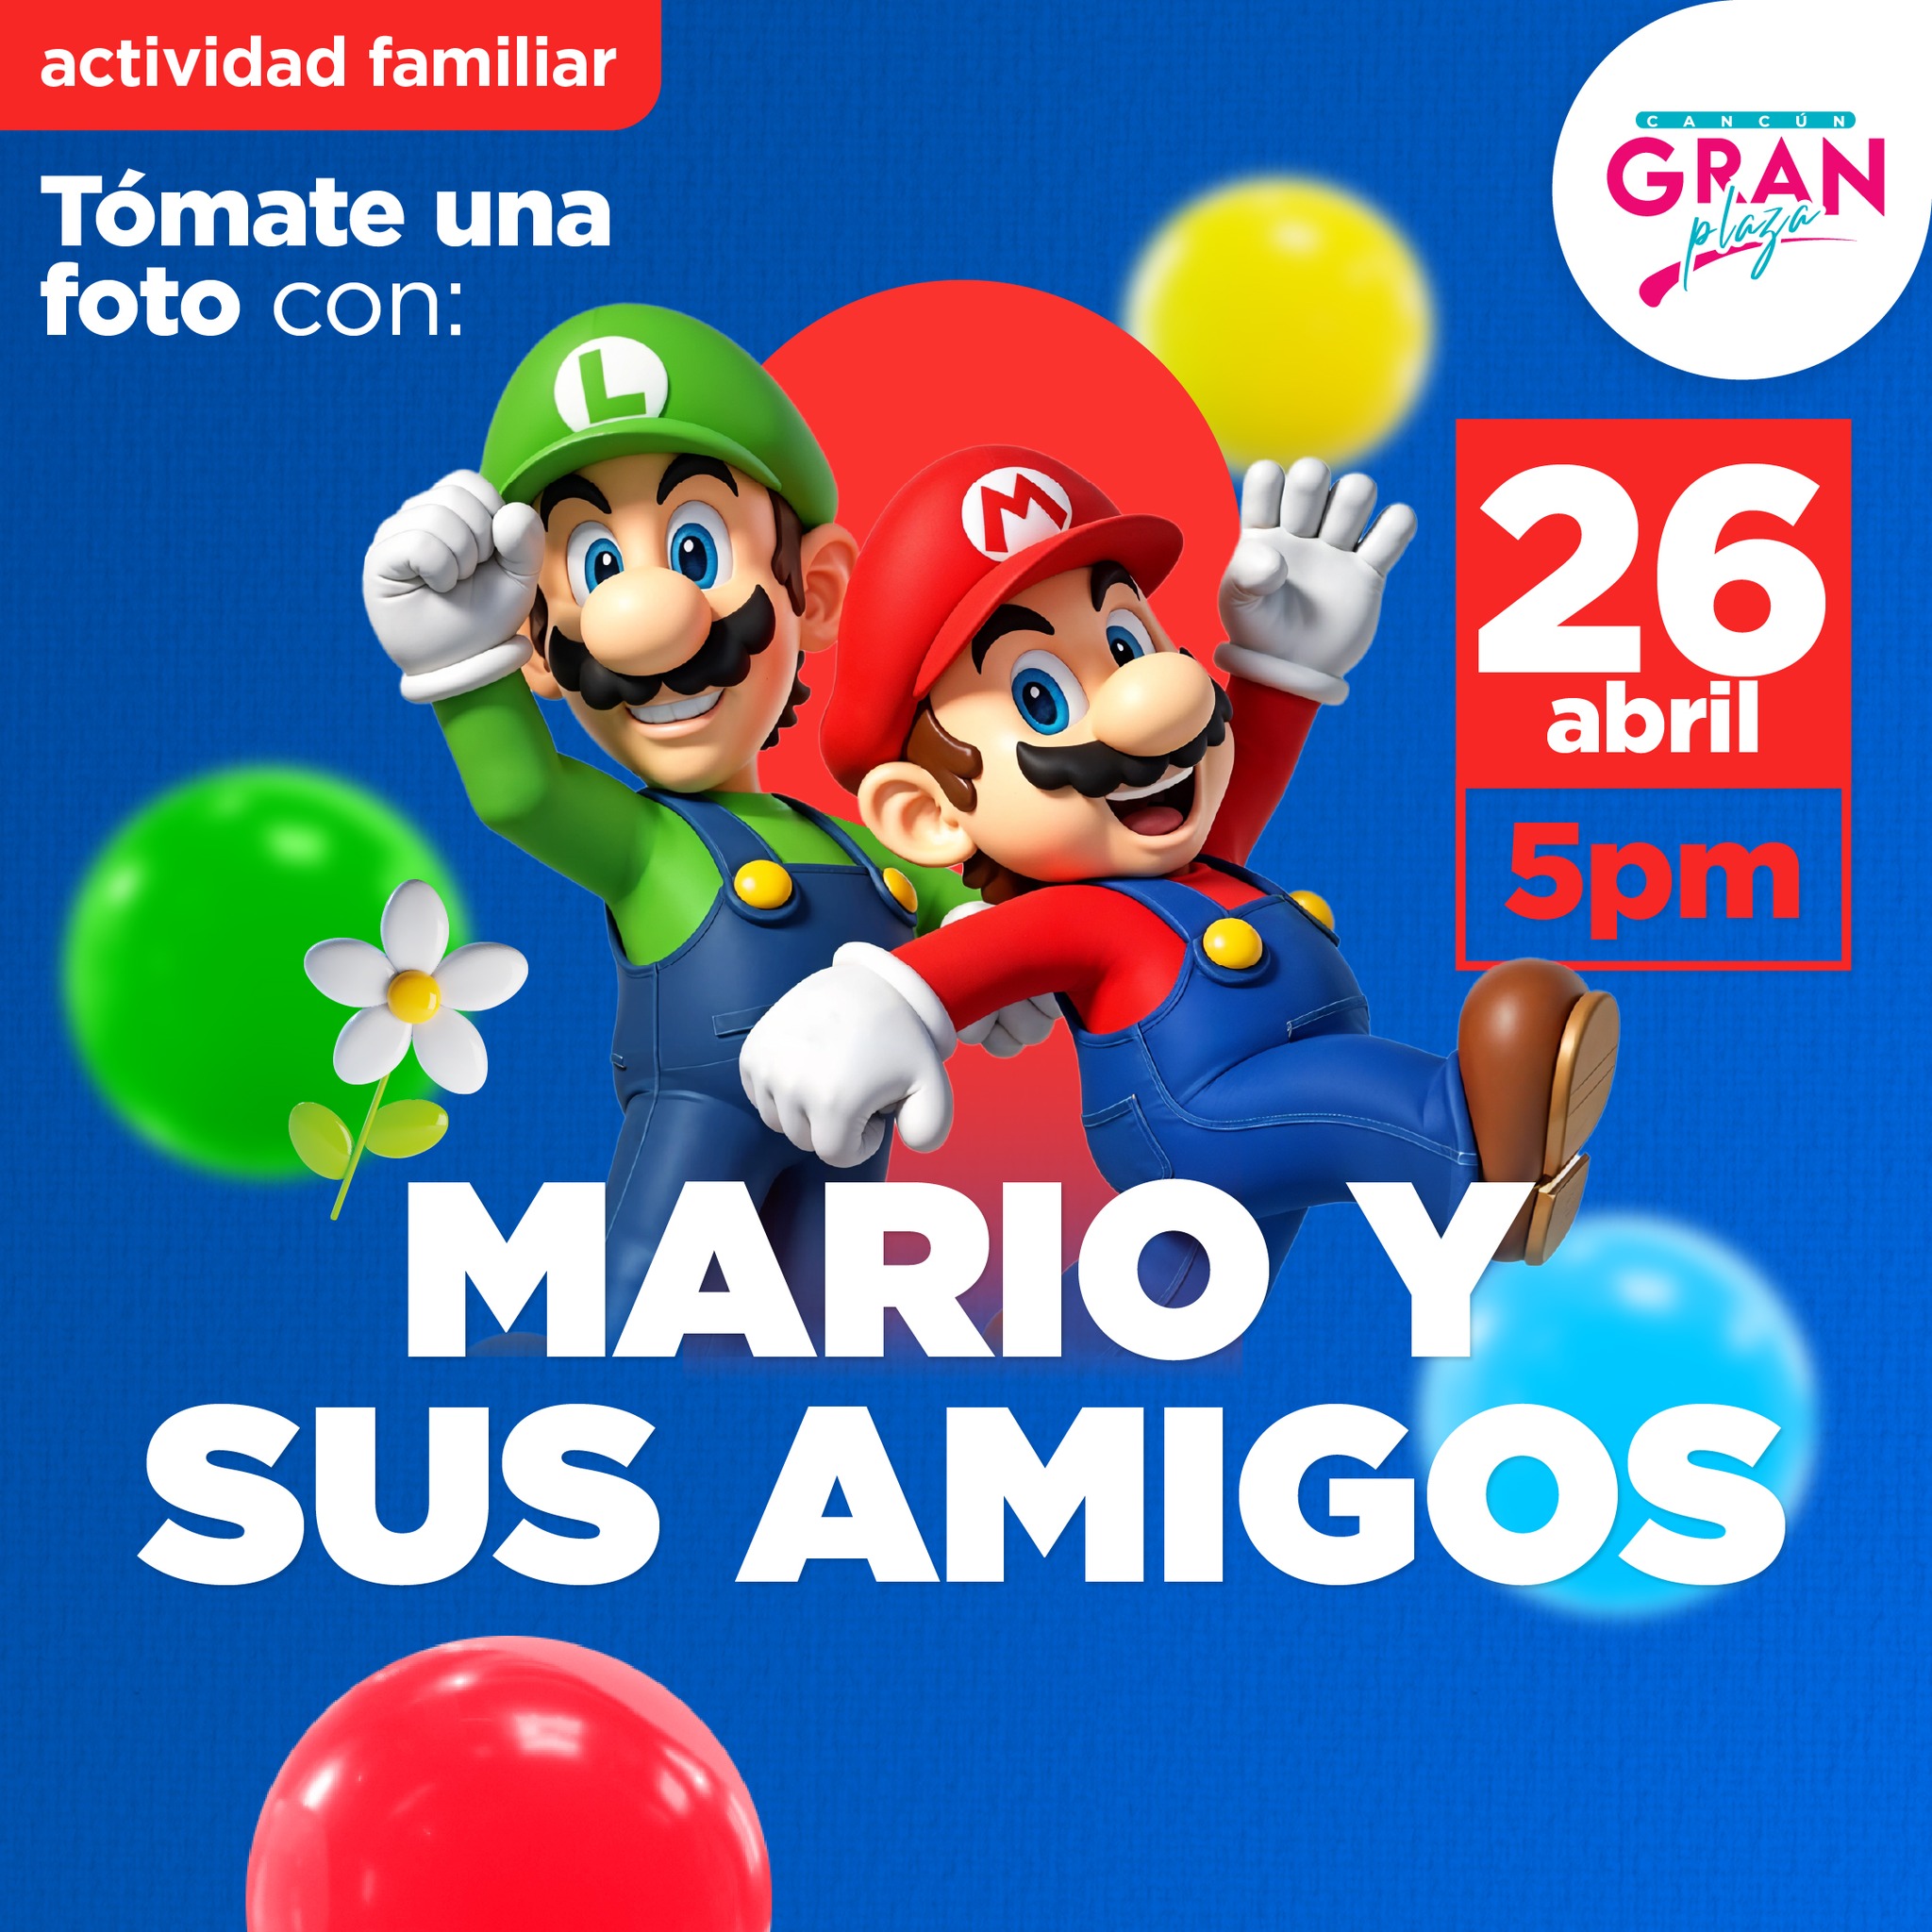 actividad familiar
Tómate una
foto con:
CANCÚN
GRAN
plaza
L
M
26
abril
5pm
MARIO Y
SUS AMIGOS